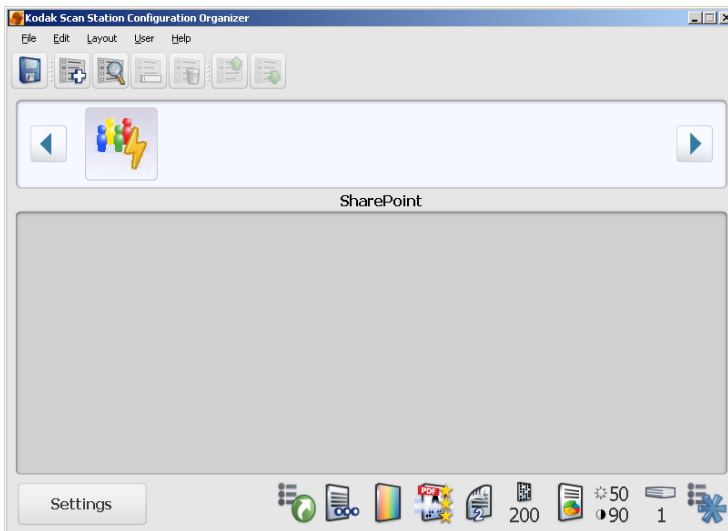 Kodak Scan Station Configuration Organizer
File Edit Layout User Help
SharePoint
Settings
PDF
A
2
200
50
90
1